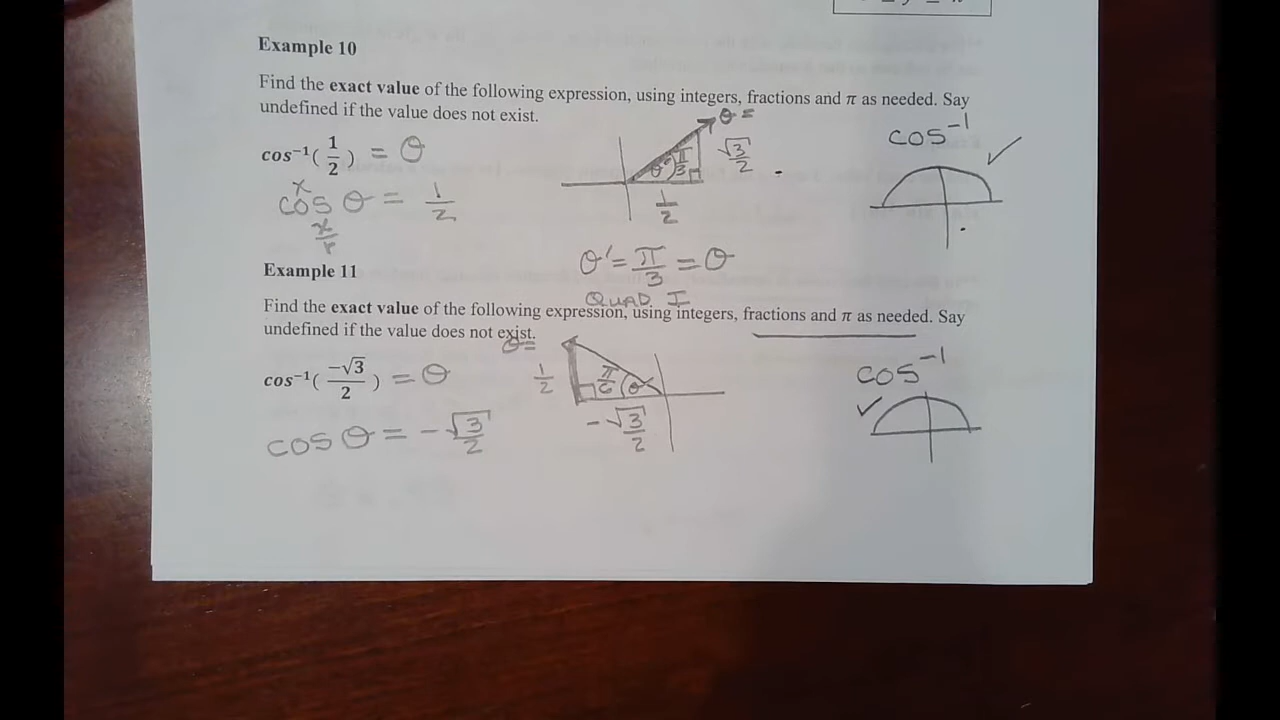 Example 10
Find the exact value of the following expression, using integers, fractions and π as needed. Say
undefined if the value does not exist.
cos⁻¹(1/2) = θ
x
cos θ = 1/2
x/r
θ =
θ' π/3
√3/2
1/2
cos⁻¹ ✓
θ' = π/3 = θ
QUAD I
Example 11
Find the exact value of the following expression, using integers, fractions and π as needed. Say
undefined if the value does not exist.
cos⁻¹(-√3/2) = θ
cos θ = -√3/2
θ =
1/2
π/6 θ'
-√3/2
cos⁻¹
✓